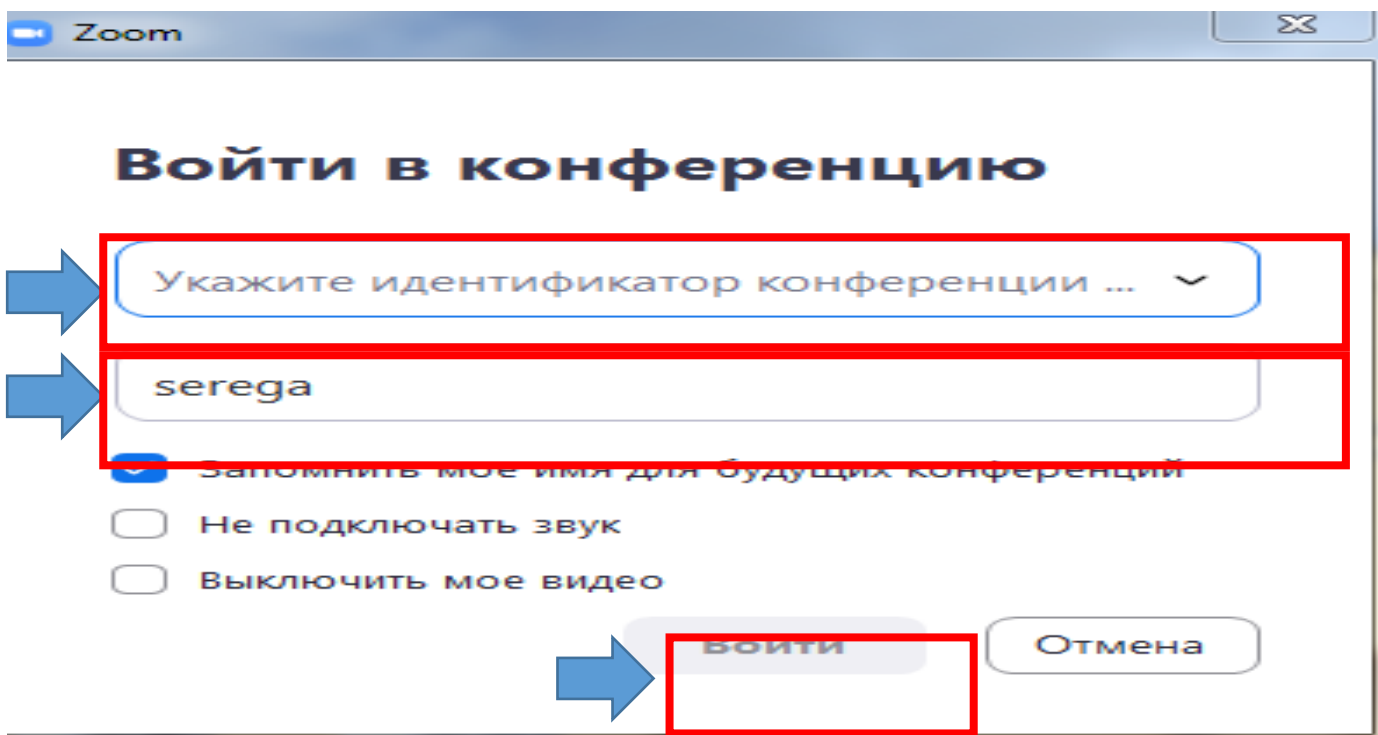 Zoom
Войти в конференцию
Укажите идентификатор конференции ...
serega
Запомнить мое имя для будущих конференций
Не подключать звук
Выключить мое видео
Войти
Отмена